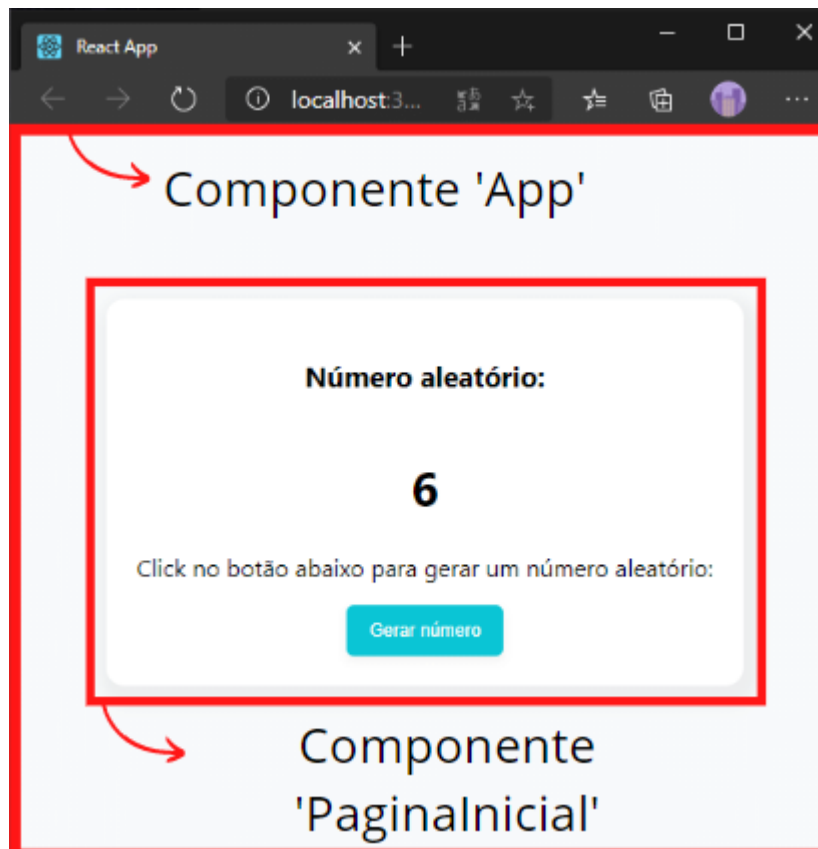 React App
localhost:3...
Componente 'App'
Número aleatório:
6
Click no botão abaixo para gerar um número aleatório:
Gerar número
Componente
'PaginaInicial'